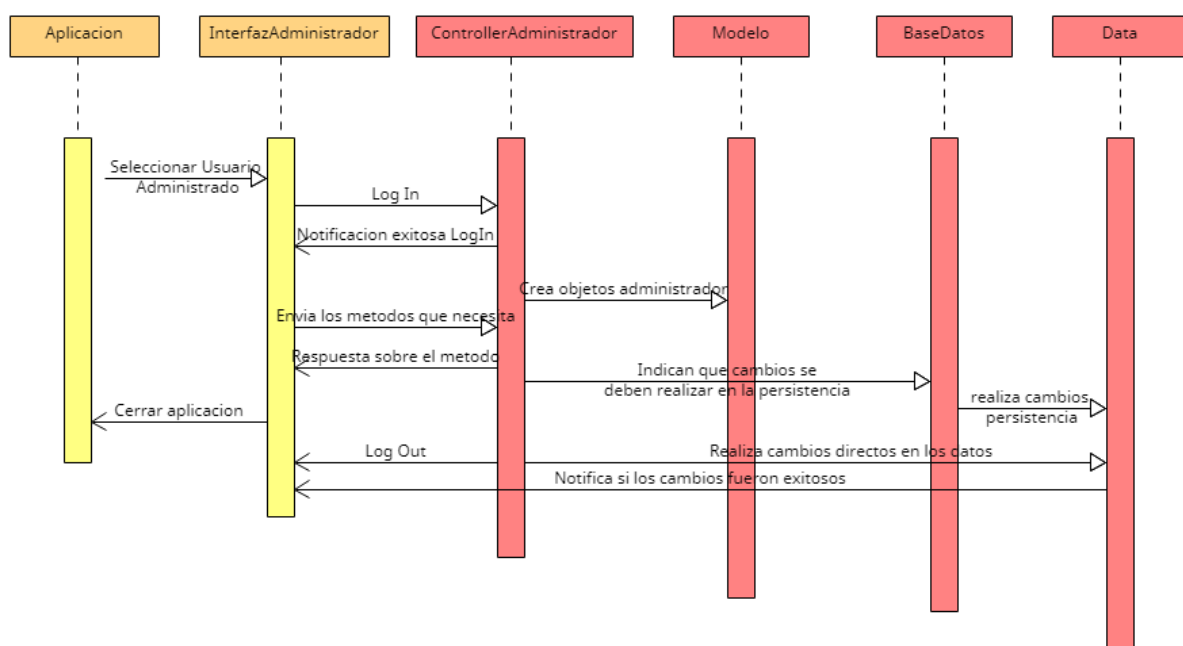 Aplicacion
InterfazAdministrador
ControllerAdministrador
Modelo
BaseDatos
Data
Seleccionar Usuario
Administrado
Log In
Notificacion exitosa LogIn
Crea objetos administrador
Envia los metodos que necesita
Respuesta sobre el metodo
Indican que cambios se
deben realizar en la persistencia
realiza cambios
persistencia
Cerrar aplicacion
Log Out
Realiza cambios directos en los datos
Notifica si los cambios fueron exitosos